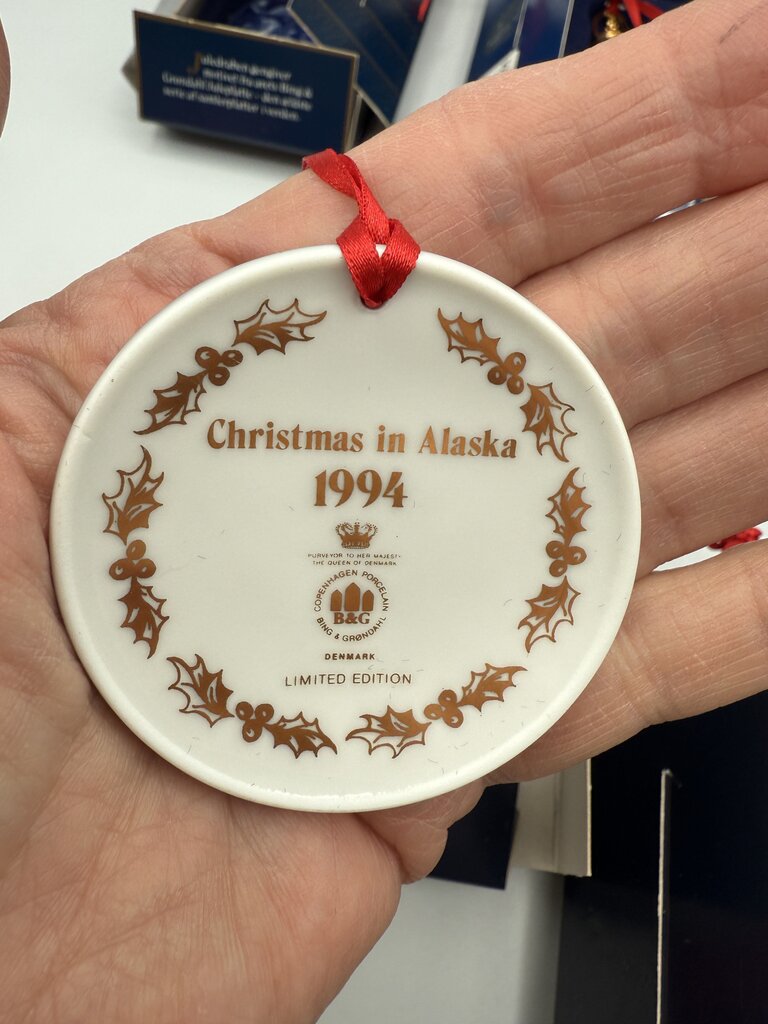 Christmas in Alaska
1994
PURVEYOR TO HER MAJESTY
THE QUEEN OF DENMARK
COPENHAGEN PORCELAIN
BING & GRØNDAHL
B&G
DENMARK
LIMITED EDITION